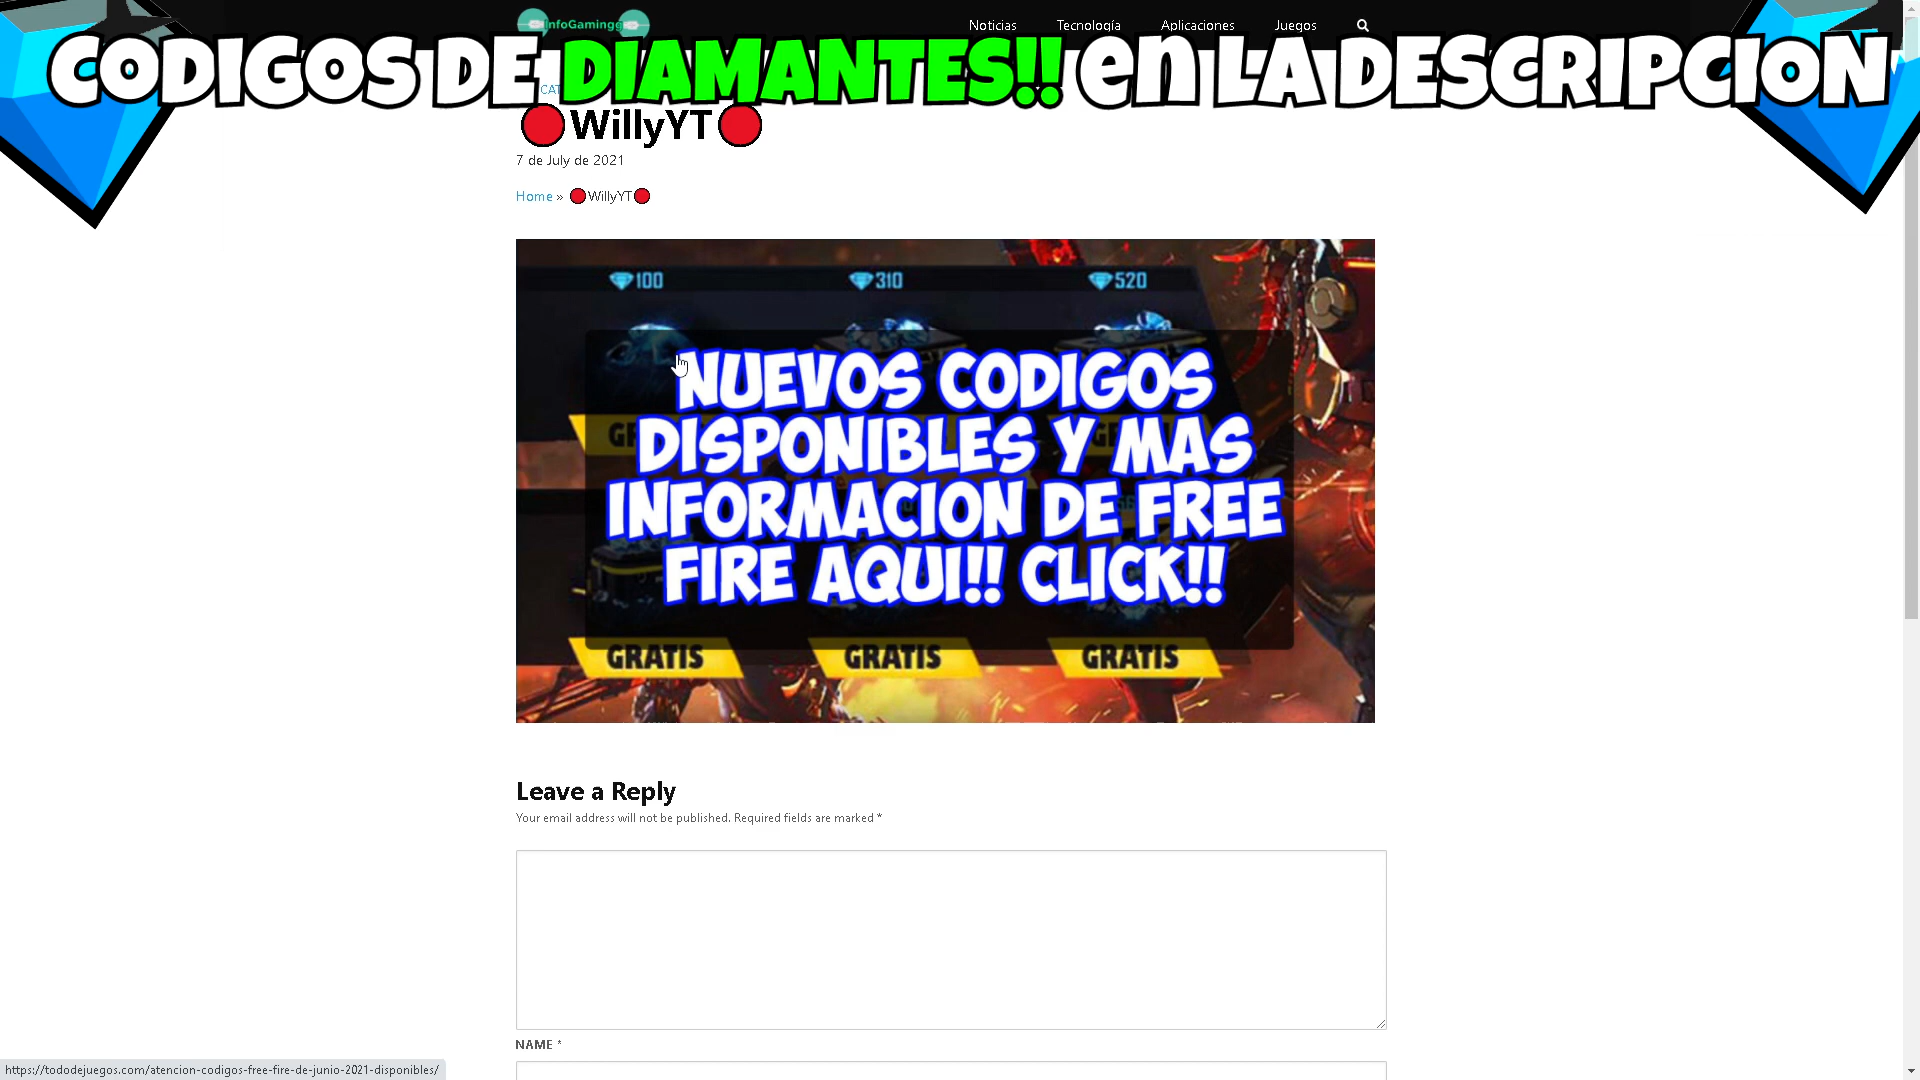 InfoGamingg
Noticias
Tecnología
Aplicaciones
Juegos
CODIGOS DE DIAMANTES!! en LA DESCRIPCION
CAT
🔴WillyYT🔴
7 de July de 2021
Home » 🔴WillyYT🔴
100
310
520
NUEVOS CODIGOS
DISPONIBLES Y MAS
INFORMACION DE FREE
FIRE AQUI!! CLICK!!
GRATIS
GRATIS
GRATIS
Leave a Reply
Your email address will not be published. Required fields are marked *
NAME *
https://tododejuegos.com/atencion-codigos-free-fire-de-junio-2021-disponibles/